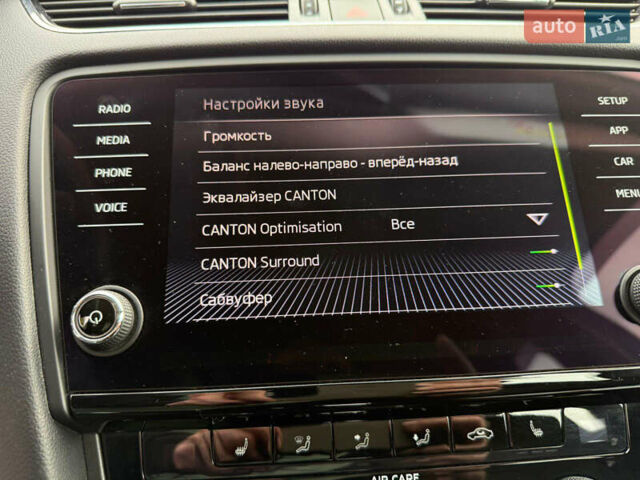 auto RIA .com
RADIO
MEDIA
PHONE
VOICE
Настройки звука
Громкость
Баланс налево-направо - вперёд-назад
Эквалайзер CANTON
CANTON Optimisation Все
CANTON Surround
Сабвуфер
SETUP
APP
CAR
MENU
AIR CARE